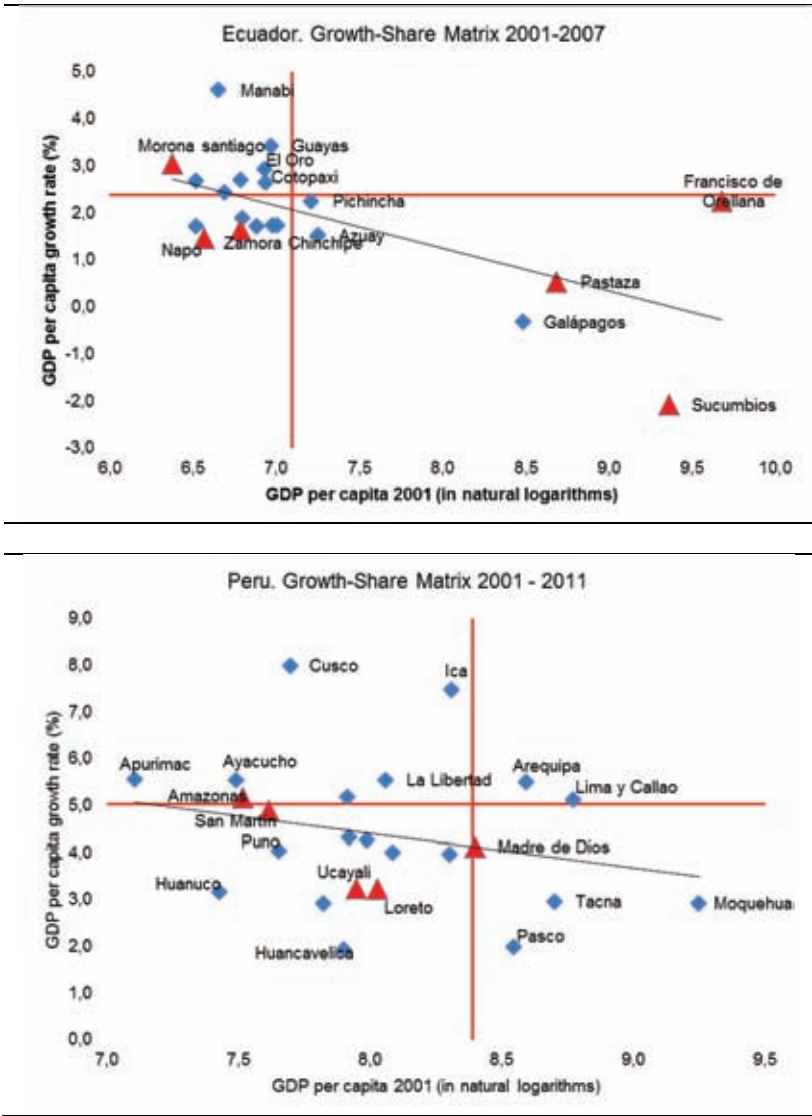 Ecuador. Growth-Share Matrix 2001-2007
GDP per capita growth rate (%)
5,0
4,0
3,0
2,0
1,0
0,0
-1,0
-2,0
-3,0
Manabi
Morona santiago
Guayas
El Oro
Cotopaxi
Francisco de
Orellana
Pichincha
Azuay
Napo
Zamora Chinchipe
Pastaza
Galápagos
Sucumbios
6,0 6,5 7,0 7,5 8,0 8,5 9,0 9,5 10,0
GDP per capita 2001 (in natural logarithms)
Peru. Growth-Share Matrix 2001 - 2011
GDP per capita growth rate (%)
9,0
8,0
7,0
6,0
5,0
4,0
3,0
2,0
1,0
0,0
Cusco
Ica
Apurimac
Ayacucho
La Libertad
Arequipa
Lima y Callao
Amazonas
San Martin
Puno
Madre de Dios
Huanuco
Ucayali
Loreto
Tacna
Moquehua
Pasco
Huancavelica
7,0 7,5 8,0 8,5 9,0 9,5
GDP per capita 2001 (in natural logarithms)